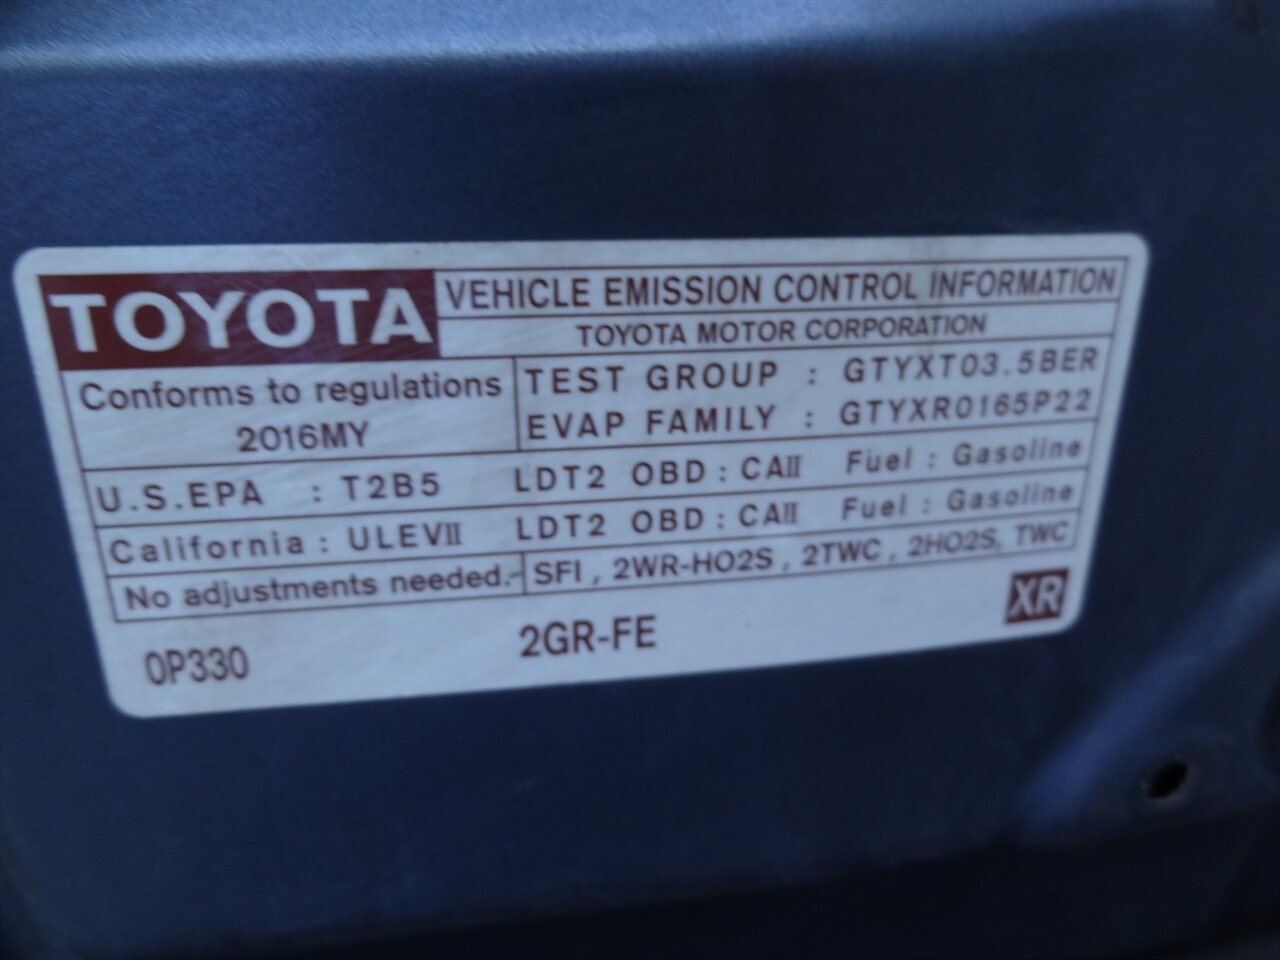 TOYOTA VEHICLE EMISSION CONTROL INFORMATION
TOYOTA MOTOR CORPORATION
Conforms to regulations
2016MY
TEST GROUP : GTYXT03.5BER
EVAP FAMILY : GTYXR0165P22
U.S.EPA : T2B5 LDT2 OBD : CAII Fuel : Gasoline
California : ULEVII LDT2 OBD : CAII Fuel : Gasoline
No adjustments needed. SFI , 2WR-HO2S , 2TWC , 2HO2S, TWC
0P330 2GR-FE XR